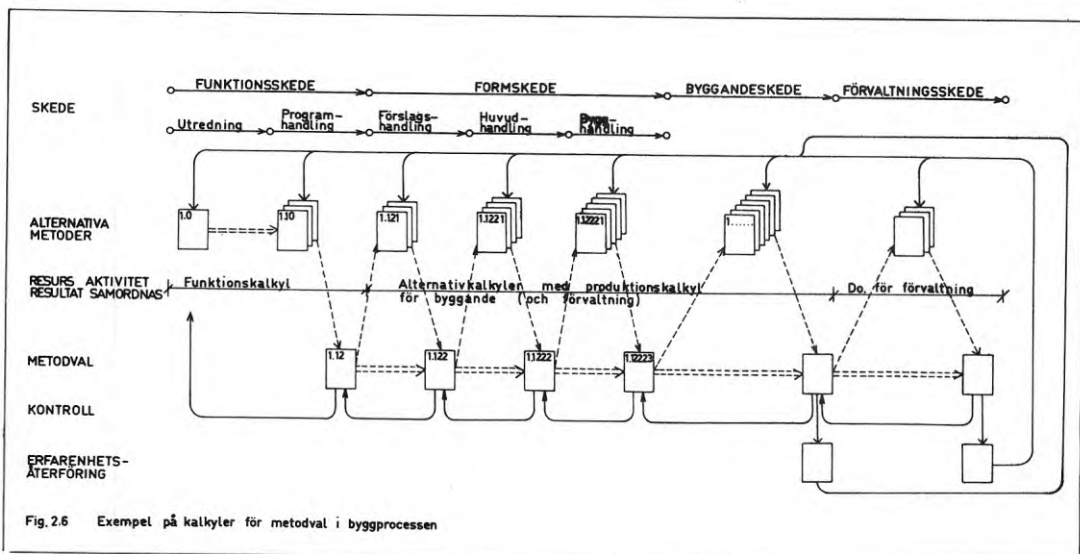 FUNKTIONSSKEDE FORMSKEDE BYGGANDESKEDE FÖRVALTNINGSSKEDE
SKEDE
Utredning Program- Förslags- Huvud- Bygg-
handling handling handling handling
1.0 1.10 1.121 1.1221 1.12221 1......
ALTERNATIVA
METODER
RESURS AKTIVITET Funktionskalkyl Alternativkalkyler med produktionskalkyl Do. för förvaltning
RESULTAT SAMORDNAS för byggande (och förvaltning)
1.12 1.122 1.1222 1.12223
METODVAL
KONTROLL
ERFARENHETS-
ÅTERFÖRING
Fig. 2.6 Exempel på kalkyler för metodval i byggprocessen